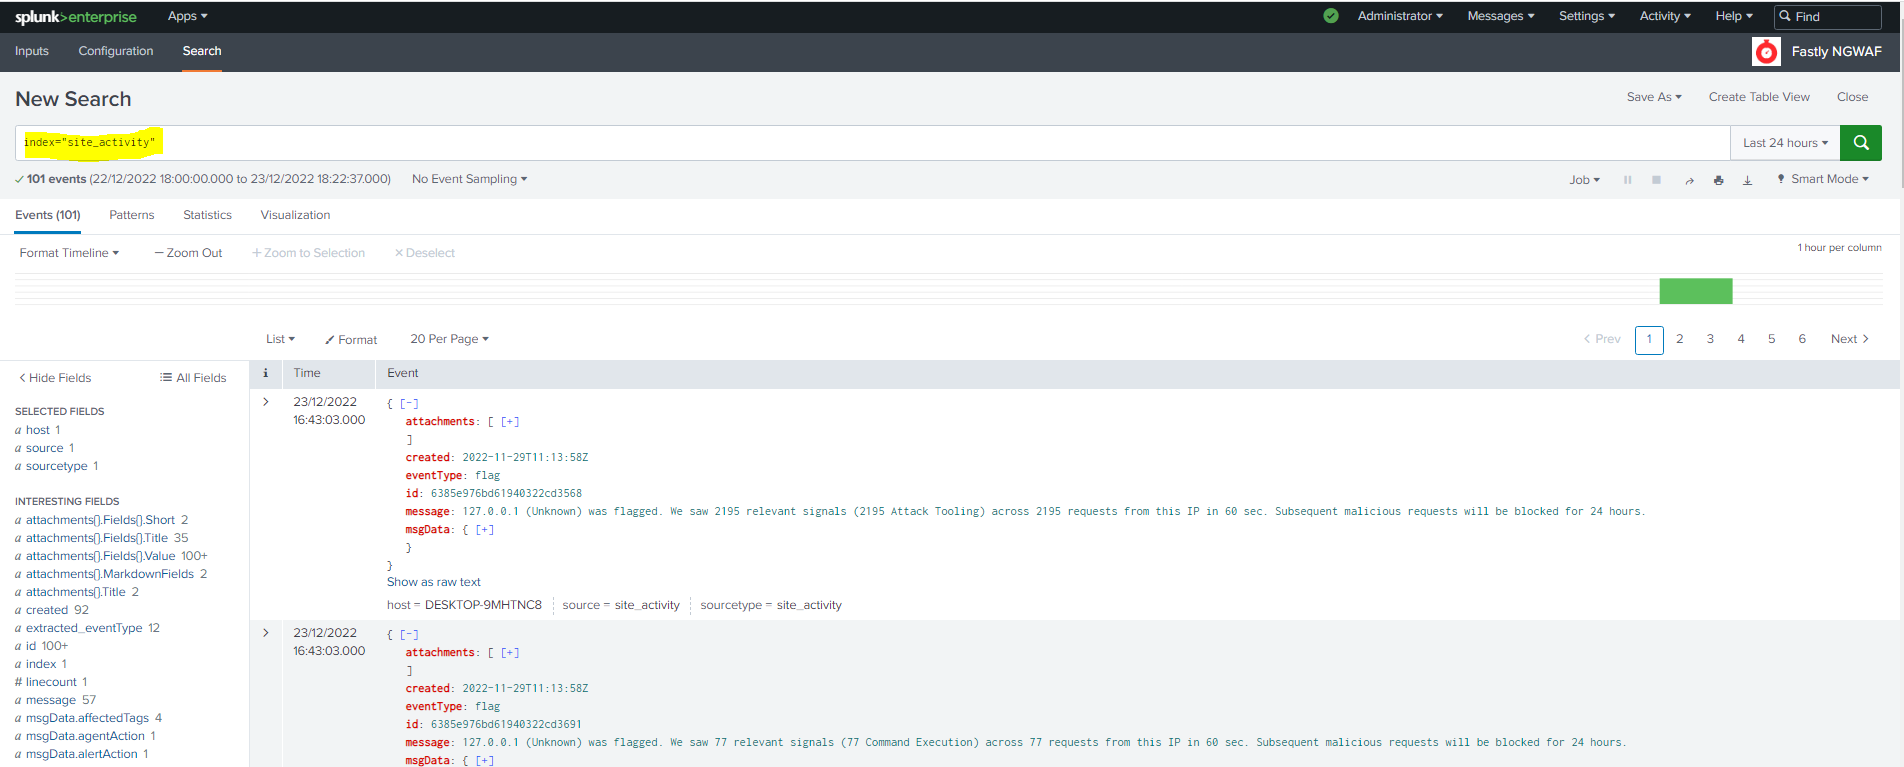 splunk>enterprise Apps Administrator Messages Settings Activity Help Find
Inputs Configuration Search Fastly NGWAF
New Search Save As Create Table View Close
index="site_activity" Last 24 hours
✓ 101 events (22/12/2022 18:00:00.000 to 23/12/2022 18:22:37.000) No Event Sampling Job Smart Mode
Events (101) Patterns Statistics Visualization
Format Timeline — Zoom Out + Zoom to Selection × Deselect 1 hour per column
List Format 20 Per Page < Prev 1 2 3 4 5 6 Next >
< Hide Fields All Fields
SELECTED FIELDS
a host 1
a source 1
a sourcetype 1
INTERESTING FIELDS
a attachments{}.Fields{}.Short 2
a attachments{}.Fields{}.Title 35
a attachments{}.Fields{}.Value 100+
a attachments{}.MarkdownFields 2
a attachments{}.Title 2
a created 92
a extracted_eventType 12
a id 100+
a index 1
# linecount 1
a message 57
a msgData.affectedTags 4
a msgData.agentAction 1
a msgData.alertAction 1
i Time Event
> 23/12/2022 16:43:03.000
{ [-]
attachments: [ [+]
]
created: 2022-11-29T11:13:58Z
eventType: flag
id: 6385e976bd61940322cd3568
message: 127.0.0.1 (Unknown) was flagged. We saw 2195 relevant signals (2195 Attack Tooling) across 2195 requests from this IP in 60 sec. Subsequent malicious requests will be blocked for 24 hours.
msgData: { [+]
}
}
Show as raw text
host = DESKTOP-9MHTNC8 source = site_activity sourcetype = site_activity
> 23/12/2022 16:43:03.000
{ [-]
attachments: [ [+]
]
created: 2022-11-29T11:13:58Z
eventType: flag
id: 6385e976bd61940322cd3691
message: 127.0.0.1 (Unknown) was flagged. We saw 77 relevant signals (77 Command Execution) across 77 requests from this IP in 60 sec. Subsequent malicious requests will be blocked for 24 hours.
msgData: { [+]